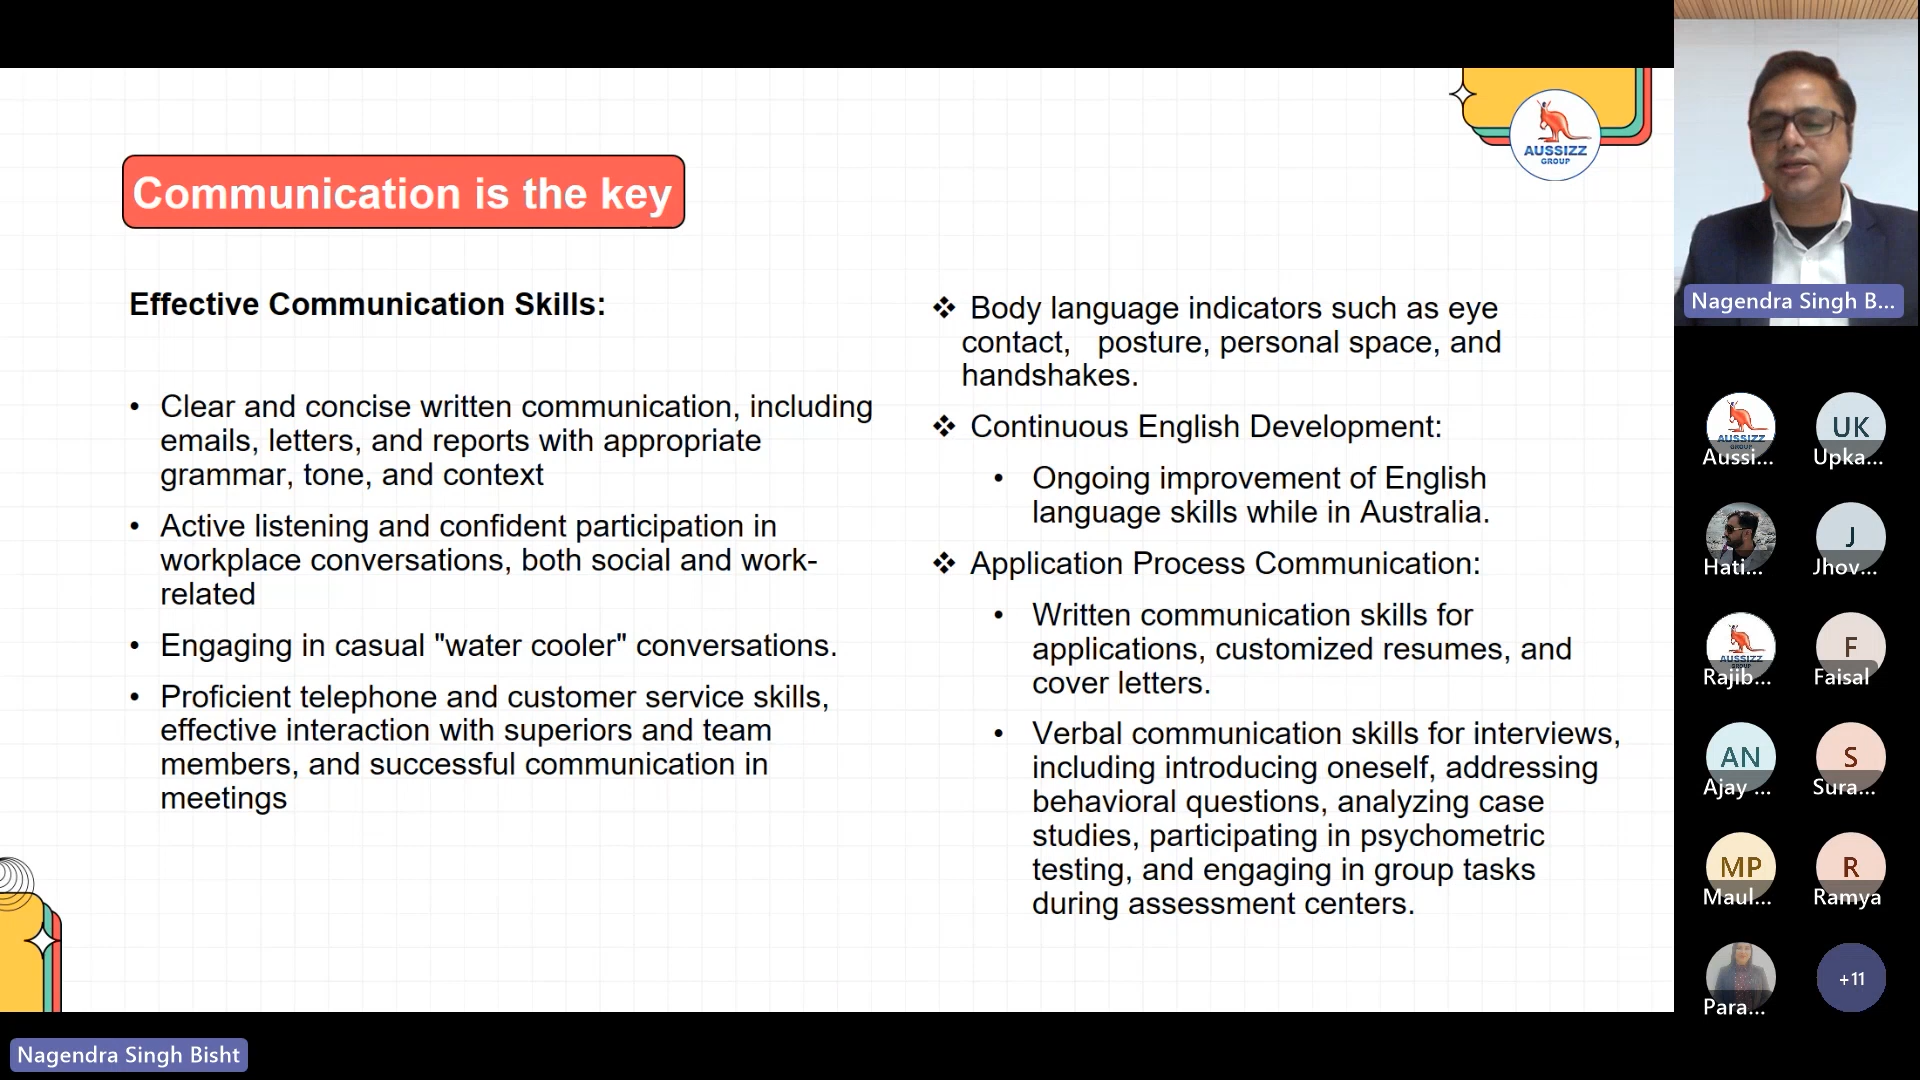 Communication is the key
AUSSIZZ
GROUP
Effective Communication Skills:
• Clear and concise written communication, including
emails, letters, and reports with appropriate
grammar, tone, and context
• Active listening and confident participation in
workplace conversations, both social and work-
related
• Engaging in casual "water cooler" conversations.
• Proficient telephone and customer service skills,
effective interaction with superiors and team
members, and successful communication in
meetings
❖ Body language indicators such as eye
contact, posture, personal space, and
handshakes.
❖ Continuous English Development:
• Ongoing improvement of English
language skills while in Australia.
❖ Application Process Communication:
• Written communication skills for
applications, customized resumes, and
cover letters.
• Verbal communication skills for interviews,
including introducing oneself, addressing
behavioral questions, analyzing case
studies, participating in psychometric
testing, and engaging in group tasks
during assessment centers.
Nagendra Singh B...
AUSSIZZ
GROUP
Aussi...
UK
Upka...
Hati...
J
Jhov...
AUSSIZZ
GROUP
Rajib...
F
Faisal
AN
Ajay ...
S
Sura...
MP
Maul...
R
Ramya
Para...
+11
Nagendra Singh Bisht